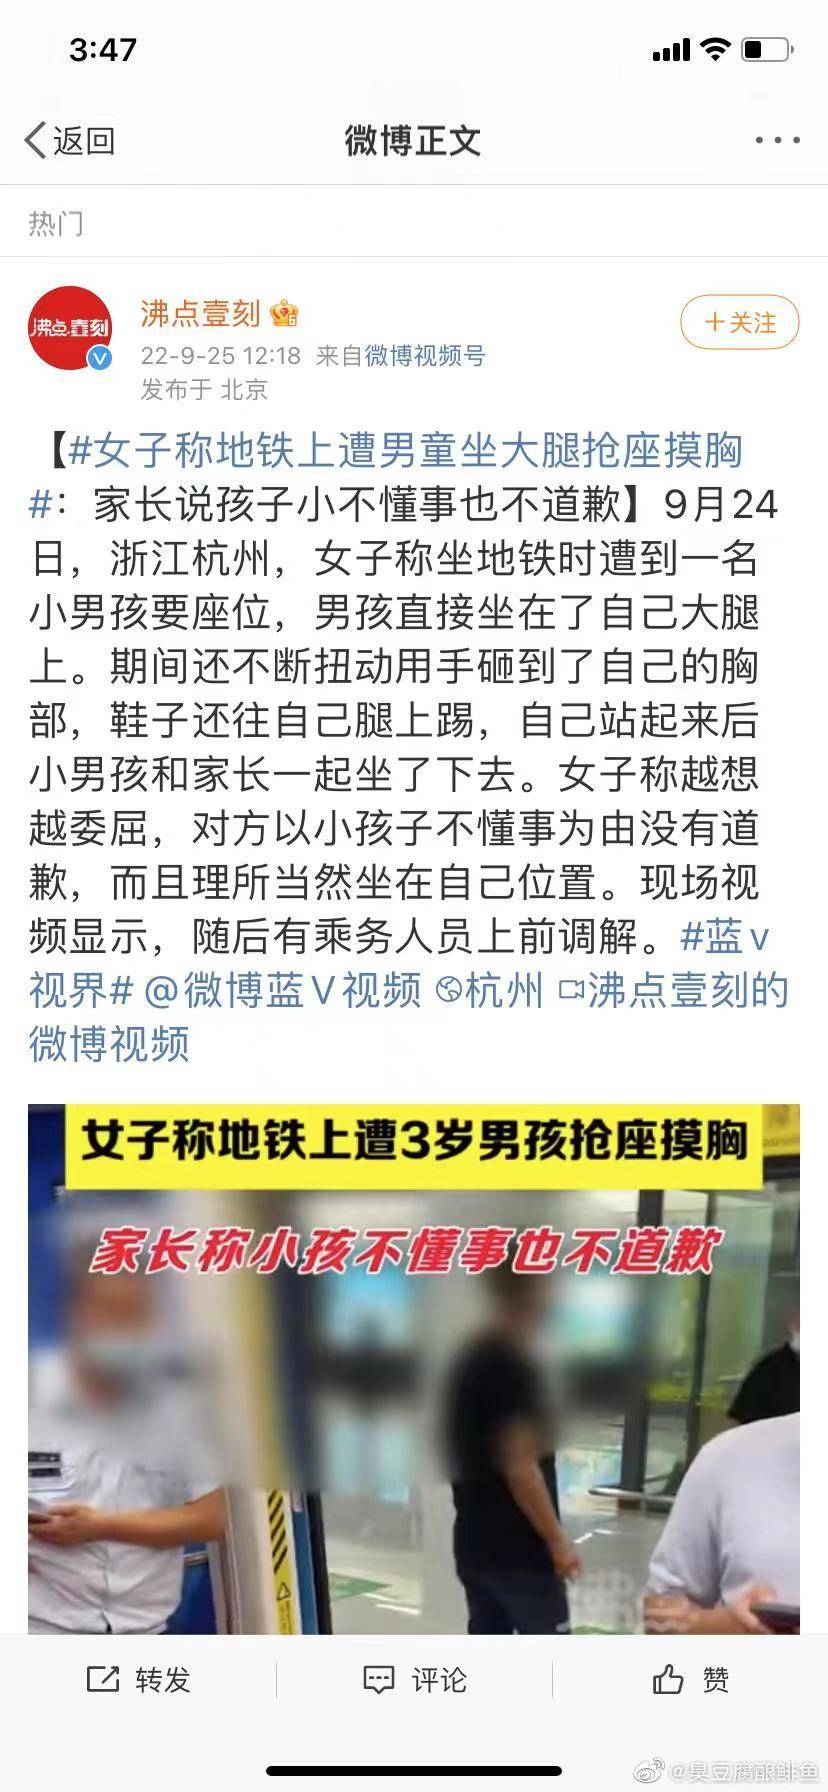 3:47
返回
微博正文
热门
沸点壹刻
沸点壹刻
+关注
22-9-25 12:18 来自微博视频号
发布于 北京
【#女子称地铁上遭男童坐大腿抢座摸胸
#：家长说孩子小不懂事也不道歉】9月24
日，浙江杭州，女子称坐地铁时遭到一名
小男孩要座位，男孩直接坐在了自己大腿
上。期间还不断扭动用手砸到了自己的胸
部，鞋子还往自己腿上踢，自己站起来后
小男孩和家长一起坐了下去。女子称越想
越委屈，对方以小孩子不懂事为由没有道
歉，而且理所当然坐在自己位置。现场视
频显示，随后有乘务人员上前调解。#蓝v
视界# @微博蓝V视频 杭州 沸点壹刻的
微博视频
女子称地铁上遭3岁男孩抢座摸胸
家长称小孩不懂事也不道歉
转发
评论
赞
@臭豆腐酿鲱鱼